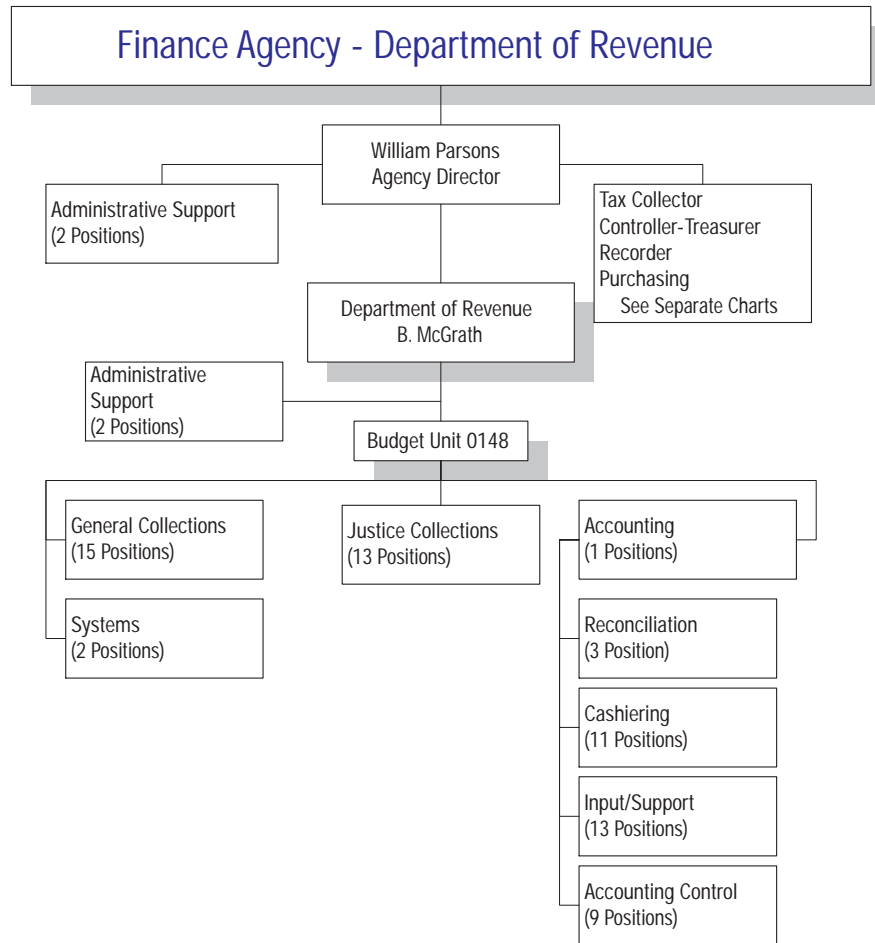 Finance Agency - Department of Revenue
William Parsons
Agency Director
Administrative Support
(2 Positions)
Tax Collector
Controller-Treasurer
Recorder
Purchasing
See Separate Charts
Department of Revenue
B. McGrath
Administrative
Support
(2 Positions)
Budget Unit 0148
General Collections
(15 Positions)
Justice Collections
(13 Positions)
Accounting
(1 Positions)
Systems
(2 Positions)
Reconciliation
(3 Position)
Cashiering
(11 Positions)
Input/Support
(13 Positions)
Accounting Control
(9 Positions)